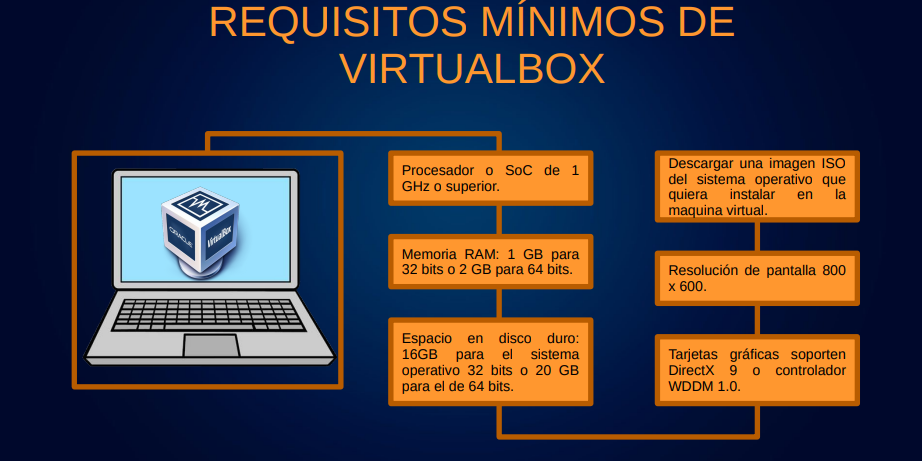 REQUISITOS MÍNIMOS DE
VIRTUALBOX
ORACLE
VirtualBox
Procesador o SoC de 1
GHz o superior.
Memoria RAM: 1 GB para
32 bits o 2 GB para 64 bits.
Espacio en disco duro:
16GB para el sistema
operativo 32 bits o 20 GB
para el de 64 bits.
Descargar una imagen ISO
del sistema operativo que
quiera instalar en la
maquina virtual.
Resolución de pantalla 800
x 600.
Tarjetas gráficas soporten
DirectX 9 o controlador
WDDM 1.0.